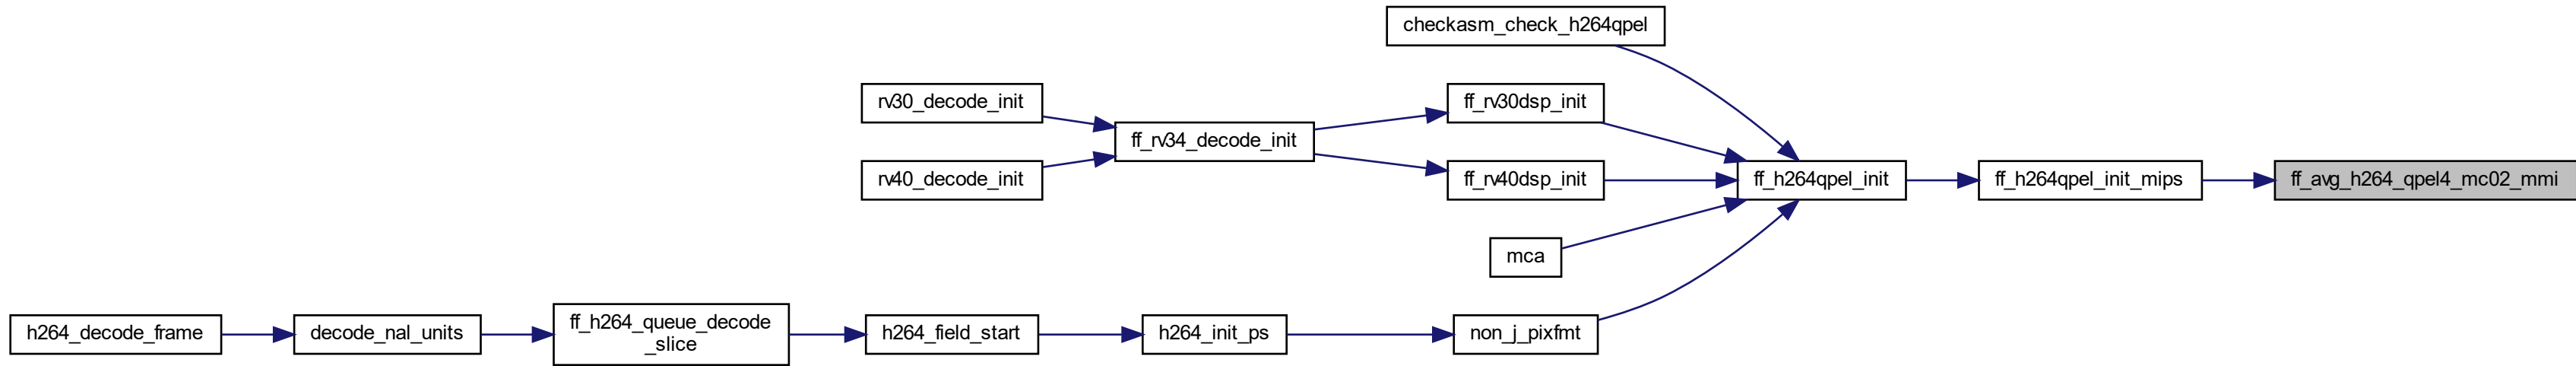 checkasm_check_h264qpel
rv30_decode_init
ff_rv30dsp_init
ff_rv34_decode_init
rv40_decode_init
ff_rv40dsp_init
ff_h264qpel_init
ff_h264qpel_init_mips
ff_avg_h264_qpel4_mc02_mmi
mca
h264_decode_frame
decode_nal_units
ff_h264_queue_decode
_slice
h264_field_start
h264_init_ps
non_j_pixfmt